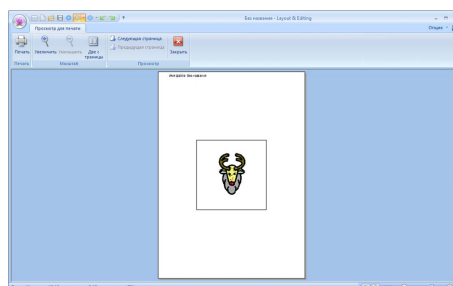 Без названия - Layout & Editing
Просмотр для печати
Опции
Печать
Увеличить
Уменьшить
Две страницы
Следующая страница
Предыдущая страница
Закрыть
Печать
Масштаб
Просмотр